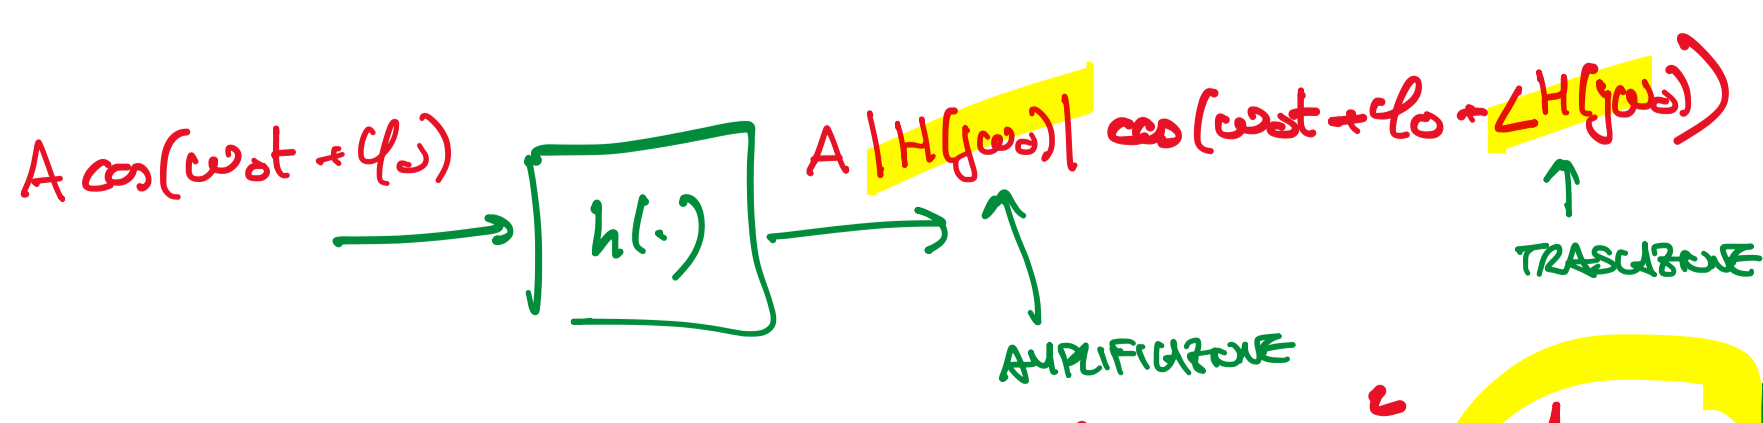 A cos(ω₀t + φ₀)
h(·)
A |H(jω₀)| cos(ω₀t + φ₀ + ∠H(jω₀))
TRASLAZIONE
AMPLIFICAZIONE